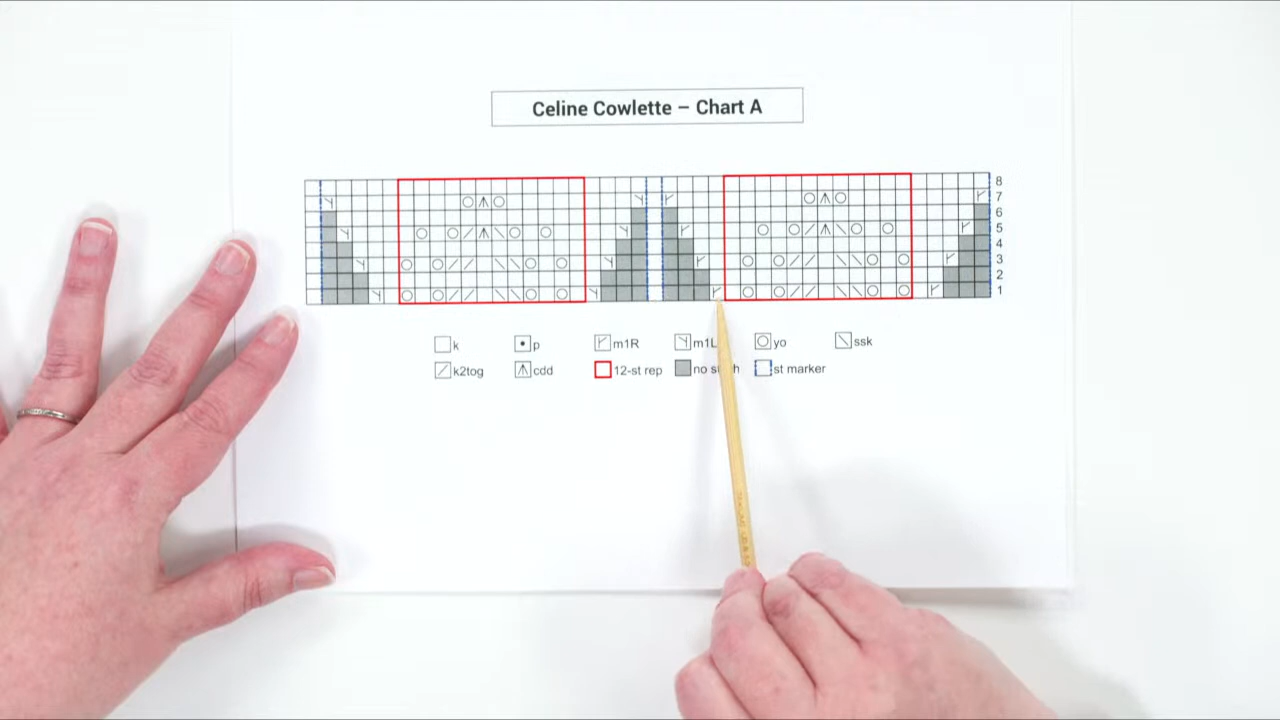 Celine Cowlette – Chart A
8
7
6
5
4
3
2
1
k p m1R m1L yo ssk
k2tog cdd 12-st rep no st h st marker